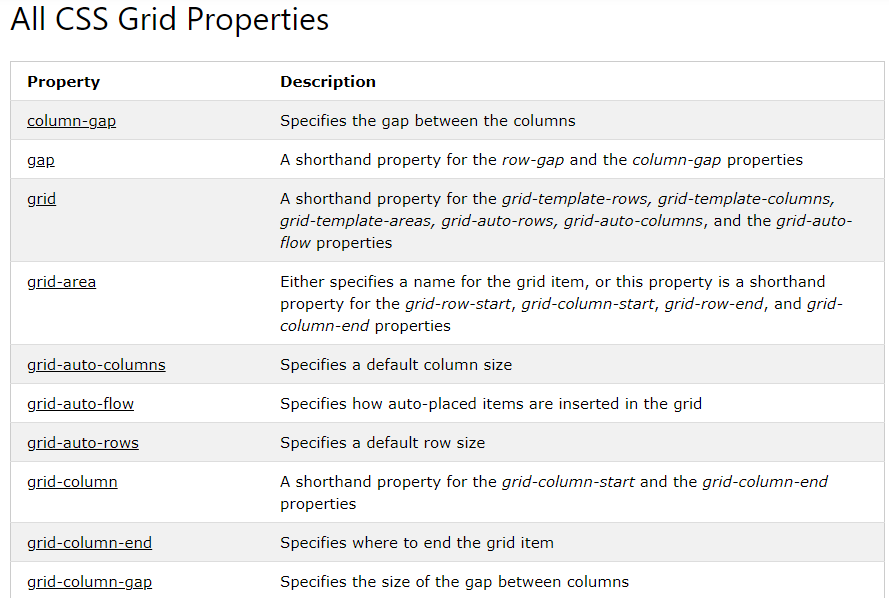 All CSS Grid Properties
Property Description
column-gap Specifies the gap between the columns
gap A shorthand property for the row-gap and the column-gap properties
grid A shorthand property for the grid-template-rows, grid-template-columns,
grid-template-areas, grid-auto-rows, grid-auto-columns, and the grid-auto-
flow properties
grid-area Either specifies a name for the grid item, or this property is a shorthand
property for the grid-row-start, grid-column-start, grid-row-end, and grid-
column-end properties
grid-auto-columns Specifies a default column size
grid-auto-flow Specifies how auto-placed items are inserted in the grid
grid-auto-rows Specifies a default row size
grid-column A shorthand property for the grid-column-start and the grid-column-end
properties
grid-column-end Specifies where to end the grid item
grid-column-gap Specifies the size of the gap between columns